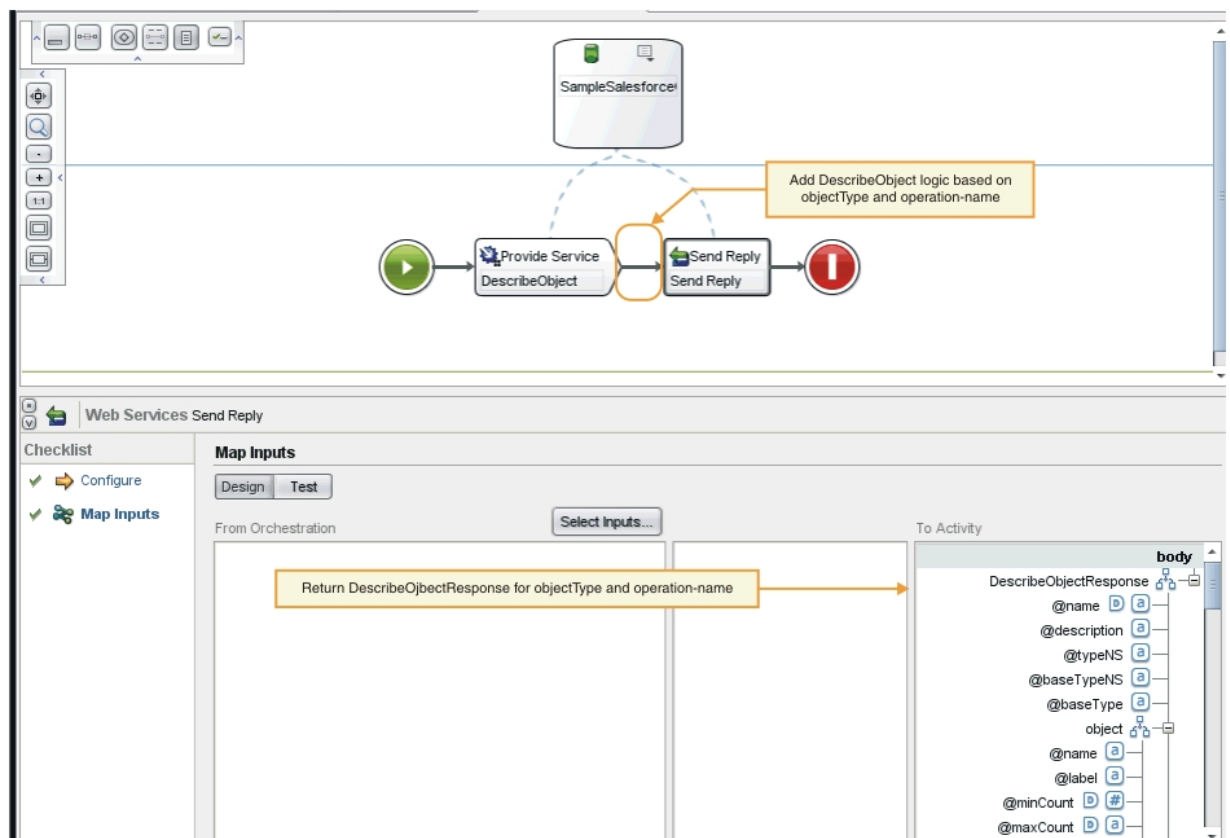 SampleSalesforce
Add DescribeObject logic based on
objectType and operation-name
-
+
1:1
Provide Service
DescribeObject
Send Reply
Send Reply
Web Services Send Reply
Checklist
Configure
Map Inputs
Map Inputs
Design
Test
From Orchestration
Select Inputs...
To Activity
Return DescribeOjbectResponse for objectType and operation-name
body
DescribeObjectResponse
@name D a
@description a
@typeNS a
@baseTypeNS a
@baseType a
object
@name a
@label a
@minCount D #
@maxCount D a